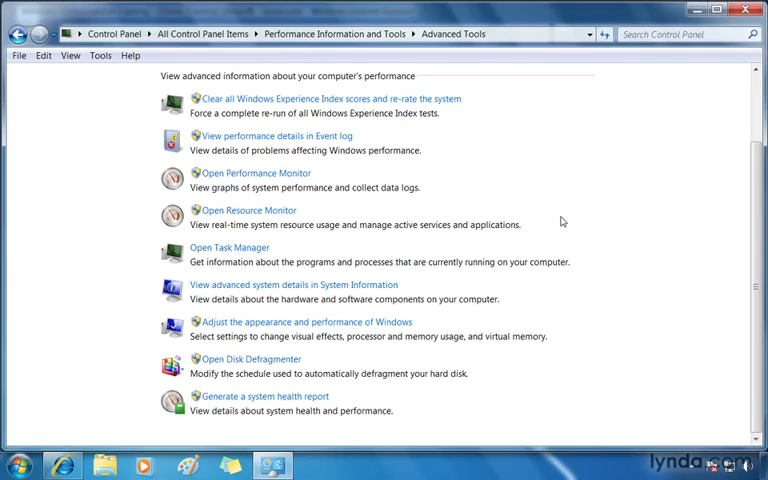 Control Panel All Control Panel Items Performance Information and Tools Advanced Tools Search Control Panel
File Edit View Tools Help
View advanced information about your computer's performance
Clear all Windows Experience Index scores and re-rate the system
Force a complete re-run of all Windows Experience Index tests.
View performance details in Event log
View details of problems affecting Windows performance.
Open Performance Monitor
View graphs of system performance and collect data logs.
Open Resource Monitor
View real-time system resource usage and manage active services and applications.
Open Task Manager
Get information about the programs and processes that are currently running on your computer.
View advanced system details in System Information
View details about the hardware and software components on your computer.
Adjust the appearance and performance of Windows
Select settings to change visual effects, processor and memory usage, and virtual memory.
Open Disk Defragmenter
Modify the schedule used to automatically defragment your hard disk.
Generate a system health report
View details about system health and performance.
lynda.com